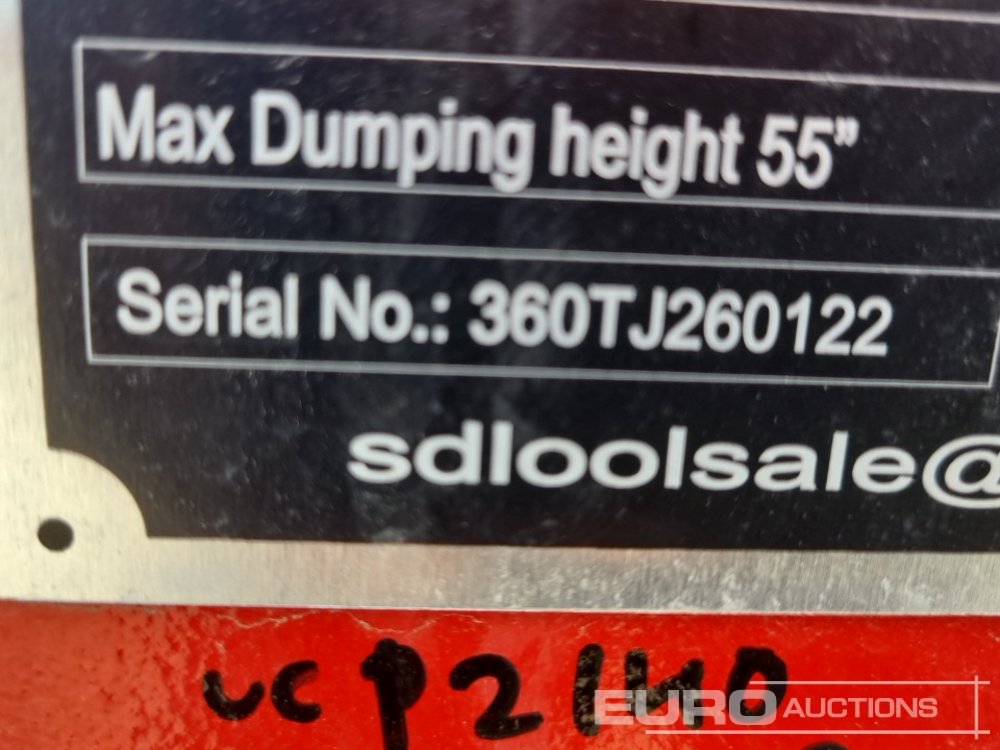 Max Dumping height 55”
Serial No.: 360TJ260122
sdloolsale@
EURO AUCTIONS